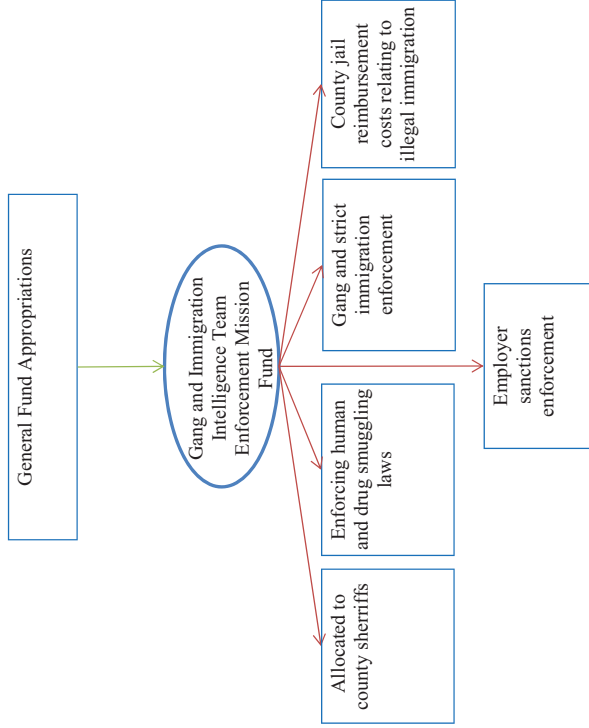 General Fund Appropriations
Gang and Immigration
Intelligence Team
Enforcement Mission
Fund
Allocated to
county sherriffs
Enforcing human
and drug smuggling
laws
Gang and strict
immigration
enforcement
County jail
reimbursement
costs relating to
illegal immigration
Employer
sanctions
enforcement